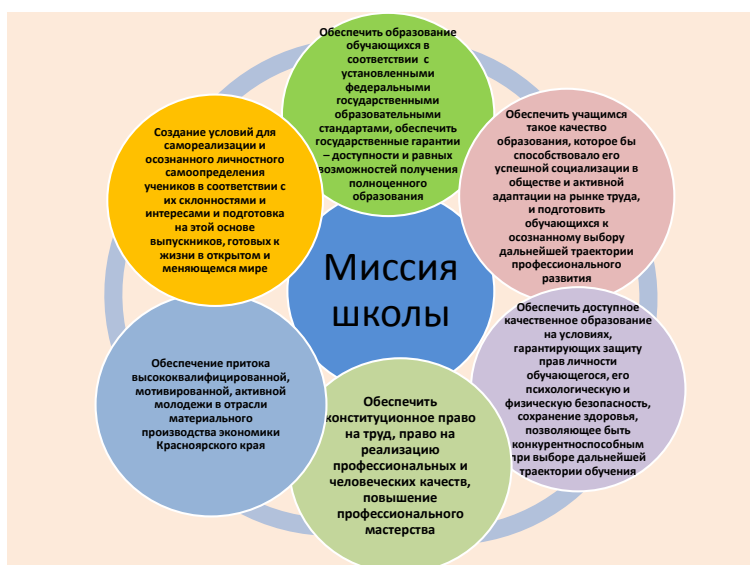 Обеспечить образование
обучающихся в
соответствии с
установленными
федеральными
государственными
образовательными
стандартами, обеспечить
государственные гарантии
– доступности и равных
возможностей получения
полноценного
образования
Обеспечить учащимся
такое качество
образования, которое бы
способствовало его
успешной социализации в
обществе и активной
адаптации на рынке труда,
и подготовить
обучающихся к
осознанному выбору
дальнейшей траектории
профессионального
развития
Обеспечить доступное
качественное образование
на условиях,
гарантирующих защиту
прав личности
обучающегося, его
психологическую и
физическую безопасность,
сохранение здоровья,
позволяющее быть
конкурентноспособным
при выборе дальнейшей
траектории обучения
Обеспечить
конституционное право
на труд, право на
реализацию
профессиональных и
человеческих качеств,
повышение
профессионального
мастерства
Обеспечение притока
высококвалифицированной,
мотивированной, активной
молодежи в отрасли
материального
производства экономики
Красноярского края
Создание условий для
самореализации и
осознанного личностного
самоопределения
учеников в соответствии с
их склонностями и
интересами и подготовка
на этой основе
выпускников, готовых к
жизни в открытом и
меняющемся мире
Миссия
школы